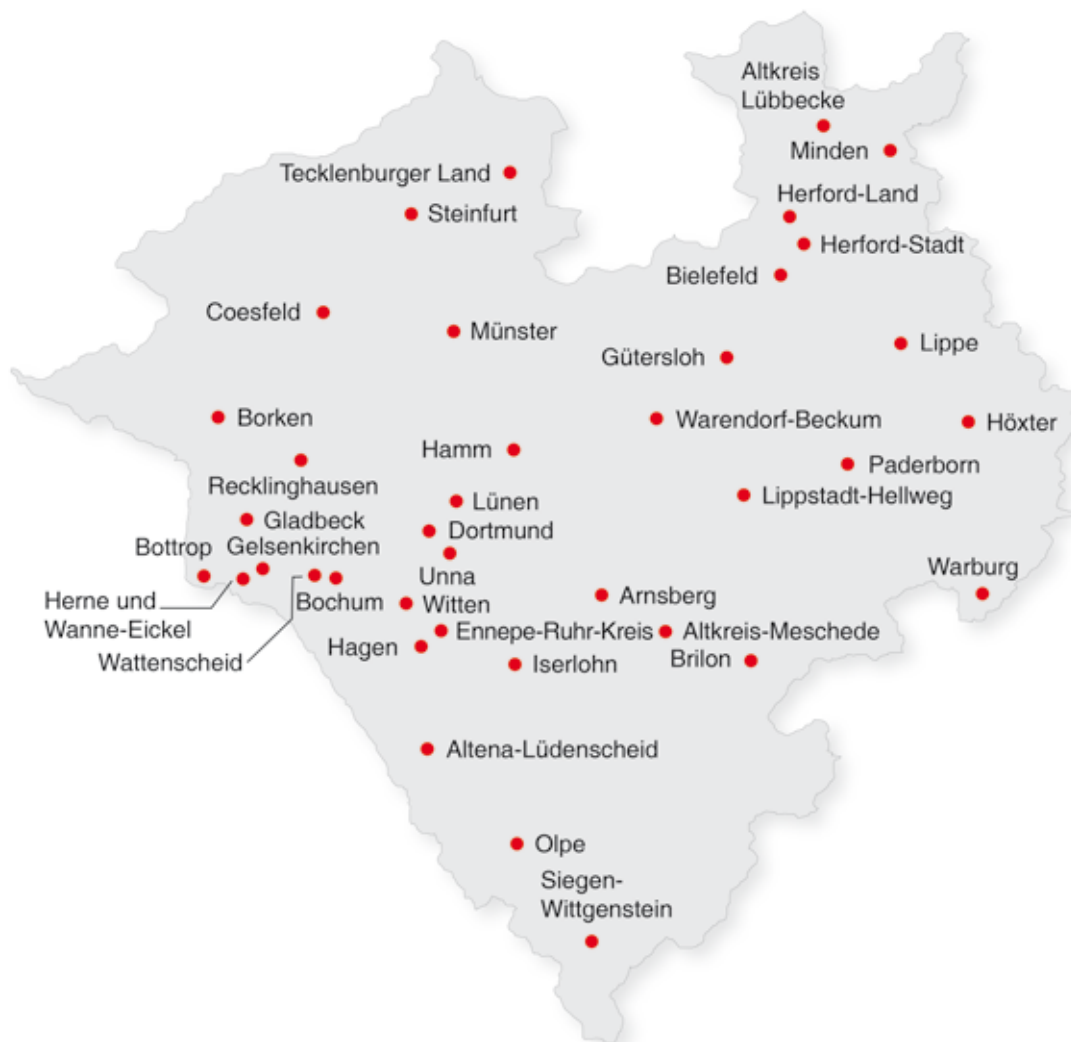 Altkreis
Lübbecke
Minden
Tecklenburger Land
Herford-Land
Steinfurt
Herford-Stadt
Bielefeld
Coesfeld
Münster
Lippe
Gütersloh
Borken
Warendorf-Beckum
Höxter
Hamm
Paderborn
Recklinghausen
Lippstadt-Hellweg
Lünen
Gladbeck
Dortmund
Gelsenkirchen
Bottrop
Unna
Warburg
Herne und
Wanne-Eickel
Bochum
Witten
Arnsberg
Ennepe-Ruhr-Kreis
Altkreis-Meschede
Hagen
Wattenscheid
Iserlohn
Brilon
Altena-Lüdenscheid
Olpe
Siegen-
Wittgenstein